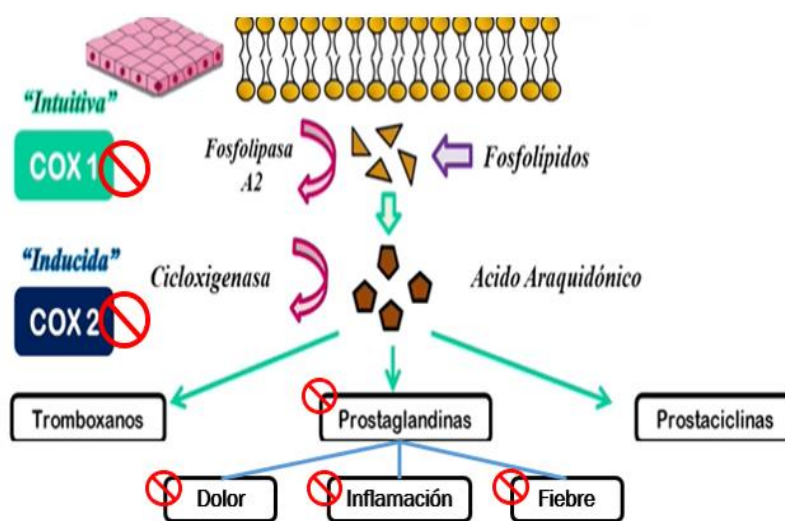 “Intuitiva”
COX 1
Fosfolipasa
A2
Fosfolípidos
“Inducida”
COX 2
Cicloxigenasa
Acido Araquidónico
Tromboxanos
Prostaglandinas
Prostaciclinas
Dolor
Inflamación
Fiebre